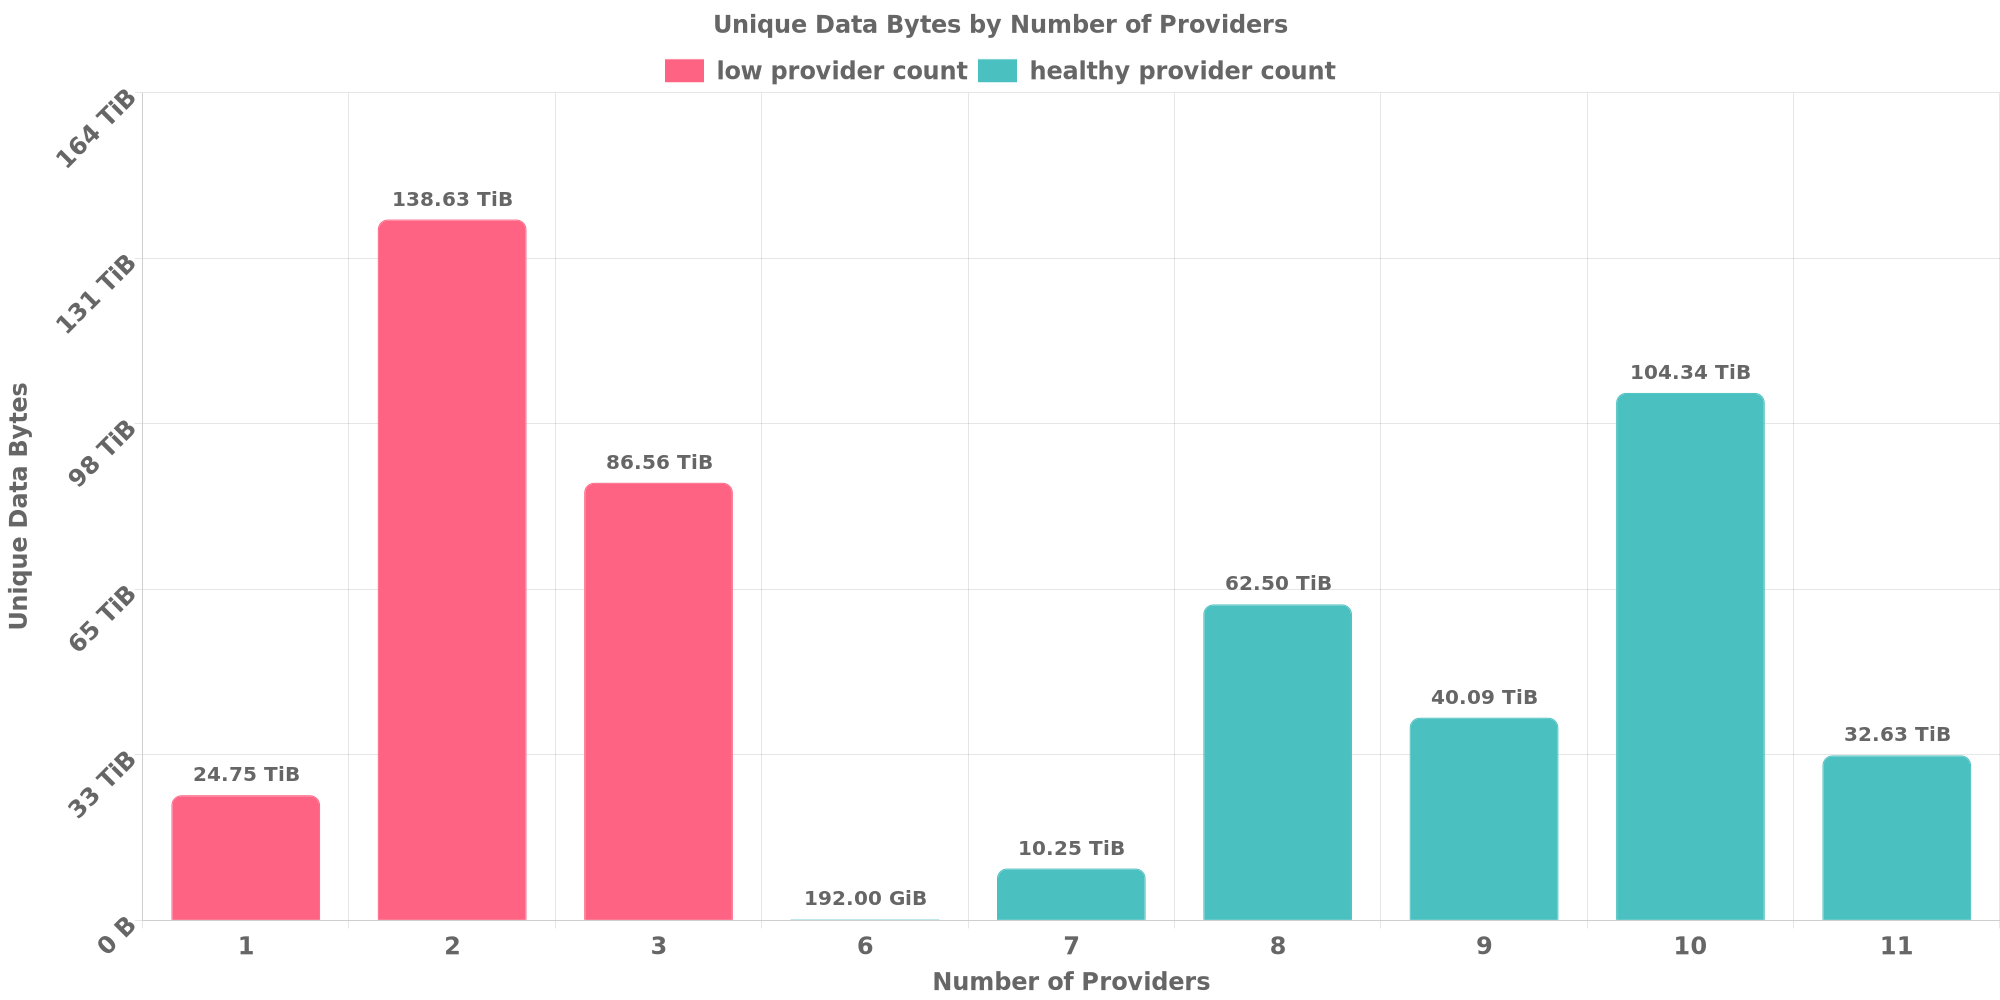 Unique Data Bytes by Number of Providers
low provider count healthy provider count
164 TiB
131 TiB
98 TiB
65 TiB
33 TiB
0 B
Unique Data Bytes
24.75 TiB
138.63 TiB
86.56 TiB
192.00 GiB
10.25 TiB
62.50 TiB
40.09 TiB
104.34 TiB
32.63 TiB
1 2 3 6 7 8 9 10 11
Number of Providers